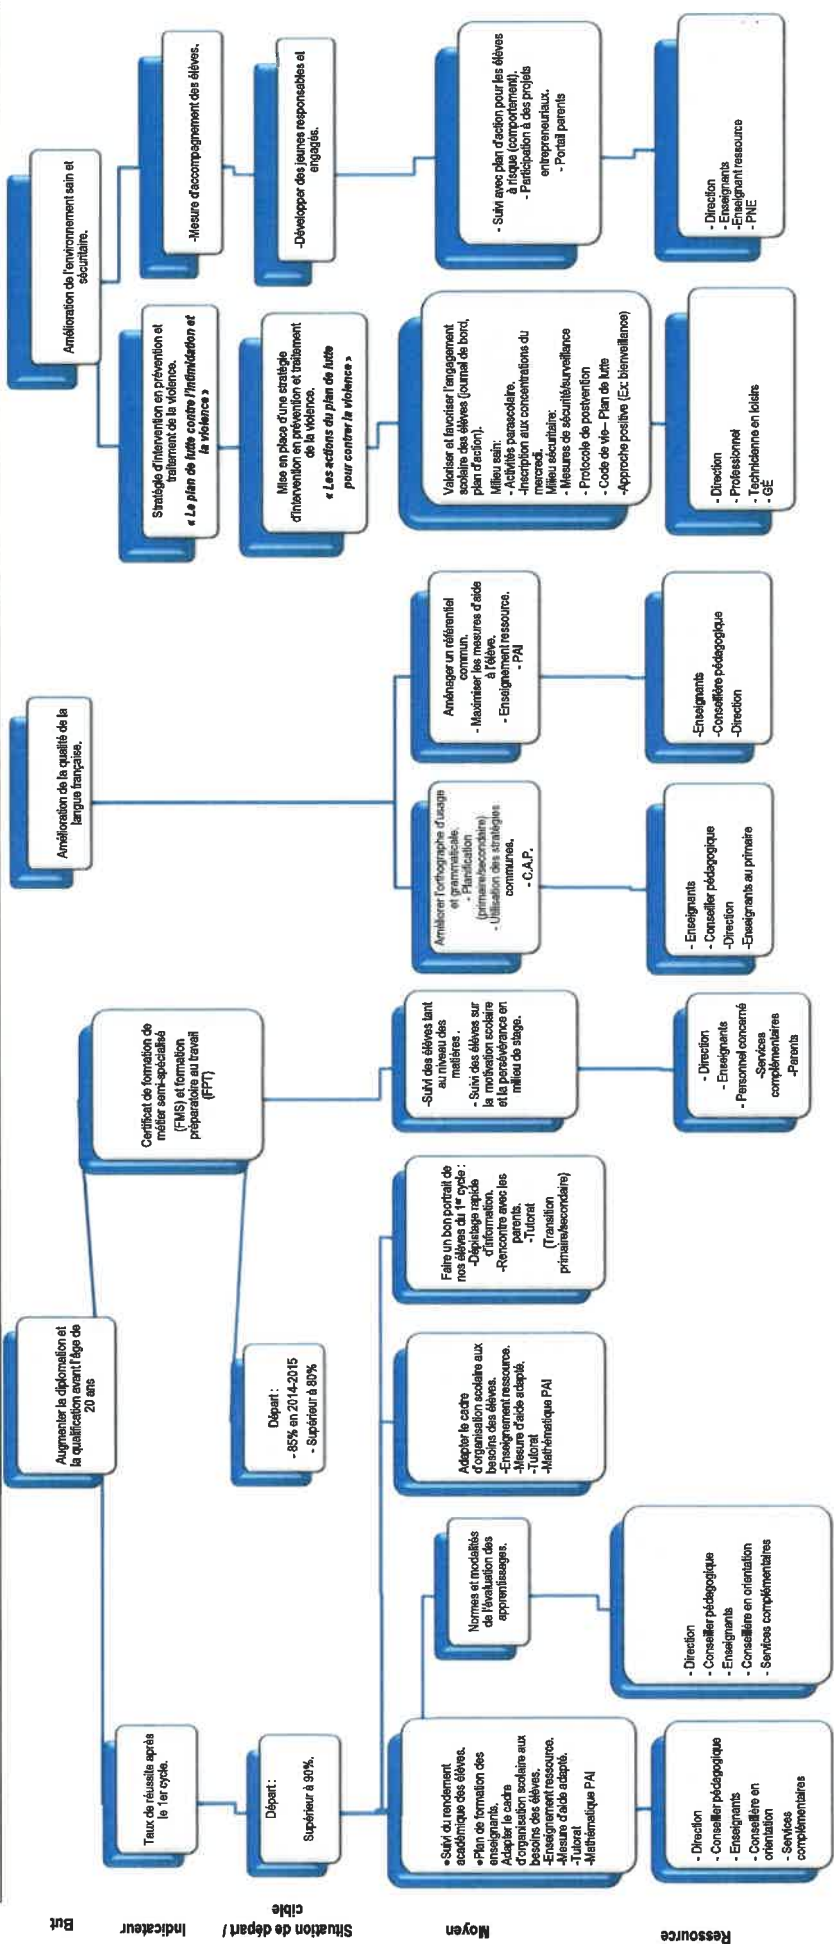 But
Indicateur
Situation de départ /
cible
Moyen
Ressource
Augmenter la diplomation et
la qualification avant l'âge de
20 ans
Taux de réussite après
le 1er cycle.
Départ :
Supérieur à 90%.
•Suivi du rendement
académique des élèves.
•Plan de formation des
enseignants.
Adapter le cadre
d'organisation scolaire aux
besoins des élèves.
-Enseignement ressource.
-Mesure d'aide adapté.
-Tutorat
-Mathématique PAI
- Direction
- Conseiller pédagogique
- Enseignants
- Conseillère en
orientation
- Services
complémentaires
Normes et modalités
de l'évaluation des
apprentissages.
- Direction
- Conseiller pédagogique
- Enseignants
- Conseillère en orientation
- Services complémentaires
Adapter le cadre
d'organisation scolaire aux
besoins des élèves.
-Enseignement ressource.
-Mesure d'aide adapté.
-Tutorat
-Mathématique PAI
Faire un bon portrait de
nos élèves du 1er cycle :
-Dépistage rapide
d'information.
-Rencontre avec les
parents.
-Tutorat
(Transition
primaire/secondaire)
Certificat de formation de
métier semi-spécialisé
(FMS) et formation
préparatoire au travail
(FPT)
Départ :
- 85% en 2014-2015
- Supérieur à 80%
-Suivi des élèves tant
au niveau des
matières .
- Suivi des élèves sur
la motivation scolaire
et la persévérance en
milieu de stage.
- Direction
- Enseignants
- Personnel concerné
-Services
complémentaires
-Parents
Amélioration de la qualité de la
langue française.
Améliorer l'orthographe d'usage
et grammaticale.
- Planification
(primaire/secondaire)
- Utilisation des stratégies
communes.
- C.A.P.
- Enseignants
- Conseiller pédagogique
-Direction
-Enseignants au primaire
Aménager un référentiel
commun.
- Maximiser les mesures d'aide
à l'élève.
- Enseignement ressource.
- PAI
-Enseignants
-Conseillère pédagogique
-Direction
Amélioration de l'environnement sain et
sécuritaire.
Stratégie d'intervention en prévention et
traitement de la violence.
« Le plan de lutte contre l'intimidation et
la violence »
Mise en place d'une stratégie
d'intervention en prévention et traitement
de la violence.
« Les actions du plan de lutte
pour contrer la violence »
Valoriser et favoriser l'engagement
scolaire des élèves (journal de bord,
plan d'action).
Milieu sain:
- Activités parascolaire.
-Inscription aux concentrations du
mercredi.
Milieu sécuritaire:
- Mesures de sécurité/surveillance
- Protocole de postvention
- Code de vie– Plan de lutte
-Approche positive (Ex: bienveillance)
- Direction
- Professionnel
- Technicienne en loisirs
- GÉ
-Mesure d'accompagnement des élèves.
-Développer des jeunes responsables et
engagés.
- Suivi avec plan d'action pour les élèves
à risque (comportement).
- Participation à des projets
entrepreneuriaux.
- Portail parents
- Direction
- Enseignants
-Enseignant ressource
- PNE